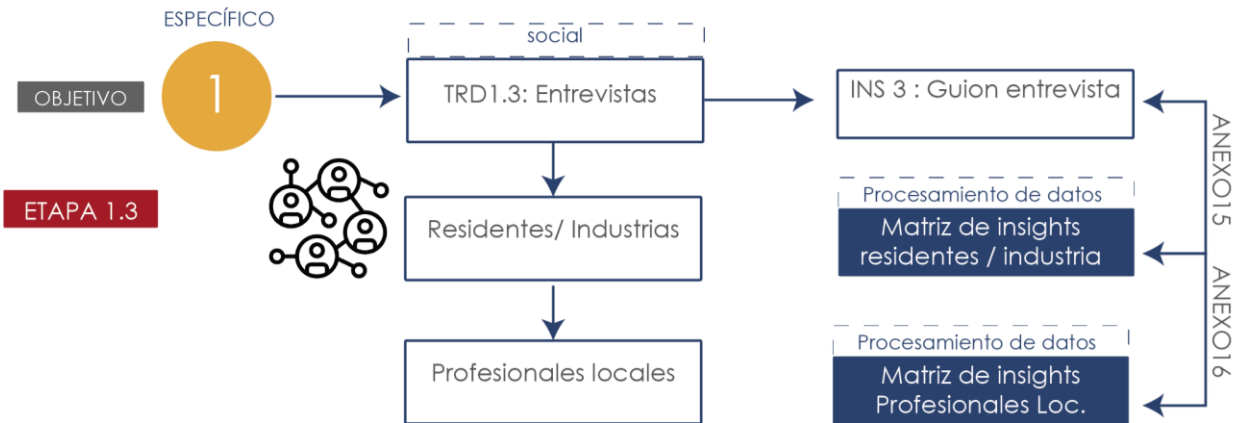 ESPECÍFICO
OBJETIVO
1
social
TRD1.3: Entrevistas
INS 3 : Guion entrevista
ETAPA 1.3
Residentes/ Industrias
Procesamiento de datos
Matriz de insights
residentes / industria
ANEXO15
Profesionales locales
Procesamiento de datos
Matriz de insights
Profesionales Loc.
ANEXO16